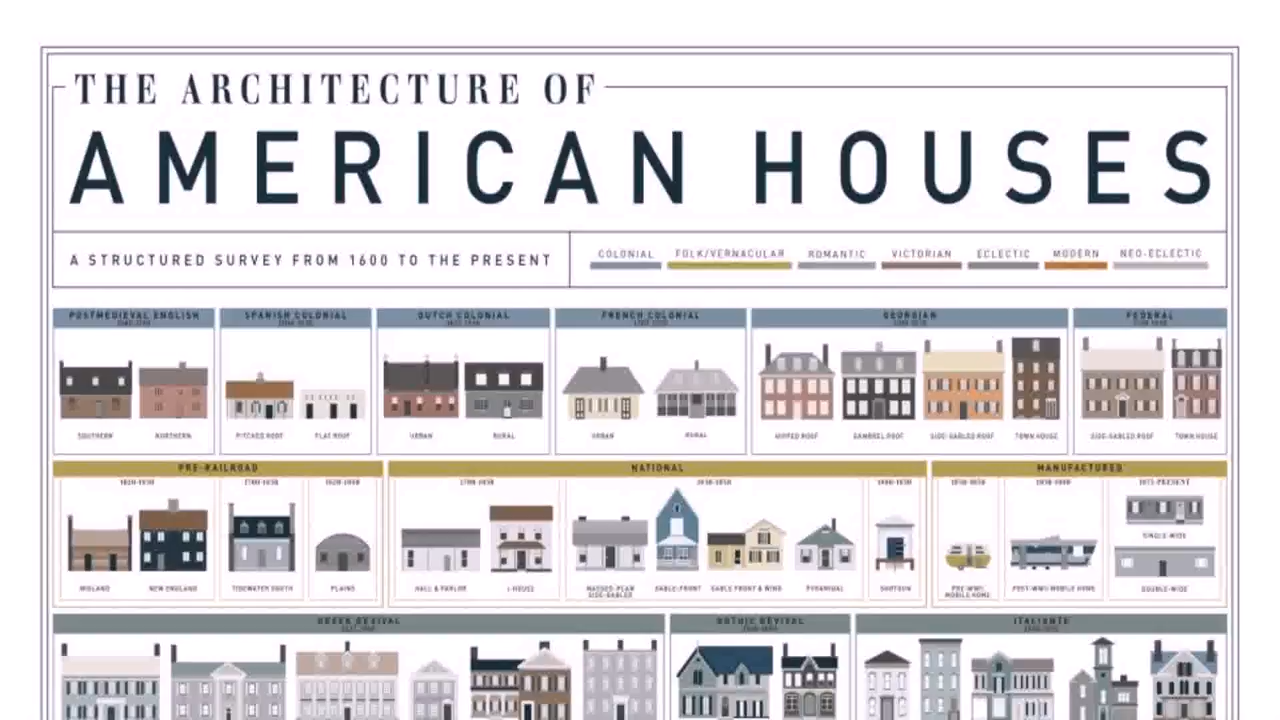 THE ARCHITECTURE OF
AMERICAN HOUSES
A STRUCTURED SURVEY FROM 1600 TO THE PRESENT
COLONIAL FOLK/VERNACULAR ROMANTIC VICTORIAN ECLECTIC MODERN NEO-ECLECTIC
POSTMEDIEVAL ENGLISH SPANISH COLONIAL DUTCH COLONIAL FRENCH COLONIAL GEORGIAN FEDERAL
SOUTHERN NORTHERN PITCHED ROOF FLAT ROOF URBAN RURAL URBAN RURAL HIPPED ROOF GAMBREL ROOF SIDE-GABLED ROOF TOWN HOUSE SIDE-GABLED ROOF TOWN HOUSE
PRE-RAILROAD NATIONAL MANUFACTURED
1700-1850 1850-1890 1975-PRESENT
SINGLE-WIDE
MIDLAND NEW ENGLAND TIDEWATER SOUTH PLAINS HALL & PARLOR I-HOUSE MASSED-PLAN GABLE-FRONT GABLE FRONT & WING PYRAMIDAL SHOTGUN PRE-WWII POST-WWII MOBILE HOME DOUBLE-WIDE
SIDE-GABLED MOBILE HOME
GREEK REVIVAL GOTHIC REVIVAL ITALIANATE